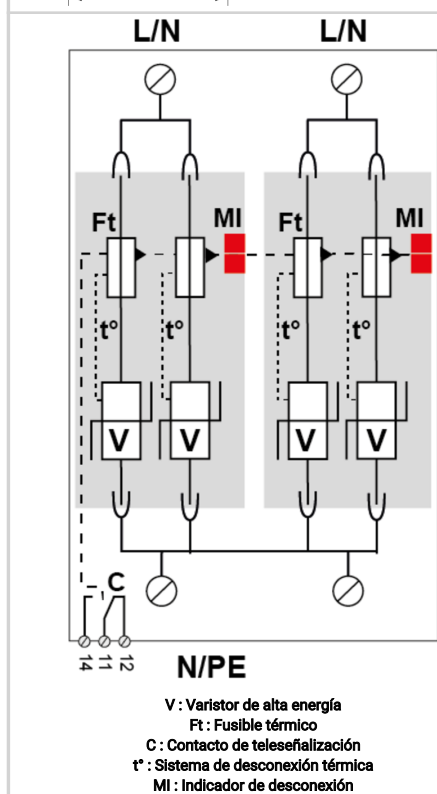 L/N L/N
Ft MI Ft MI
t° t° t° t°
V V V V
C
14 11 12
N/PE
V : Varistor de alta energía
Ft : Fusible térmico
C : Contacto de teleseñalización
t° : Sistema de desconexión térmica
MI : Indicador de desconexión